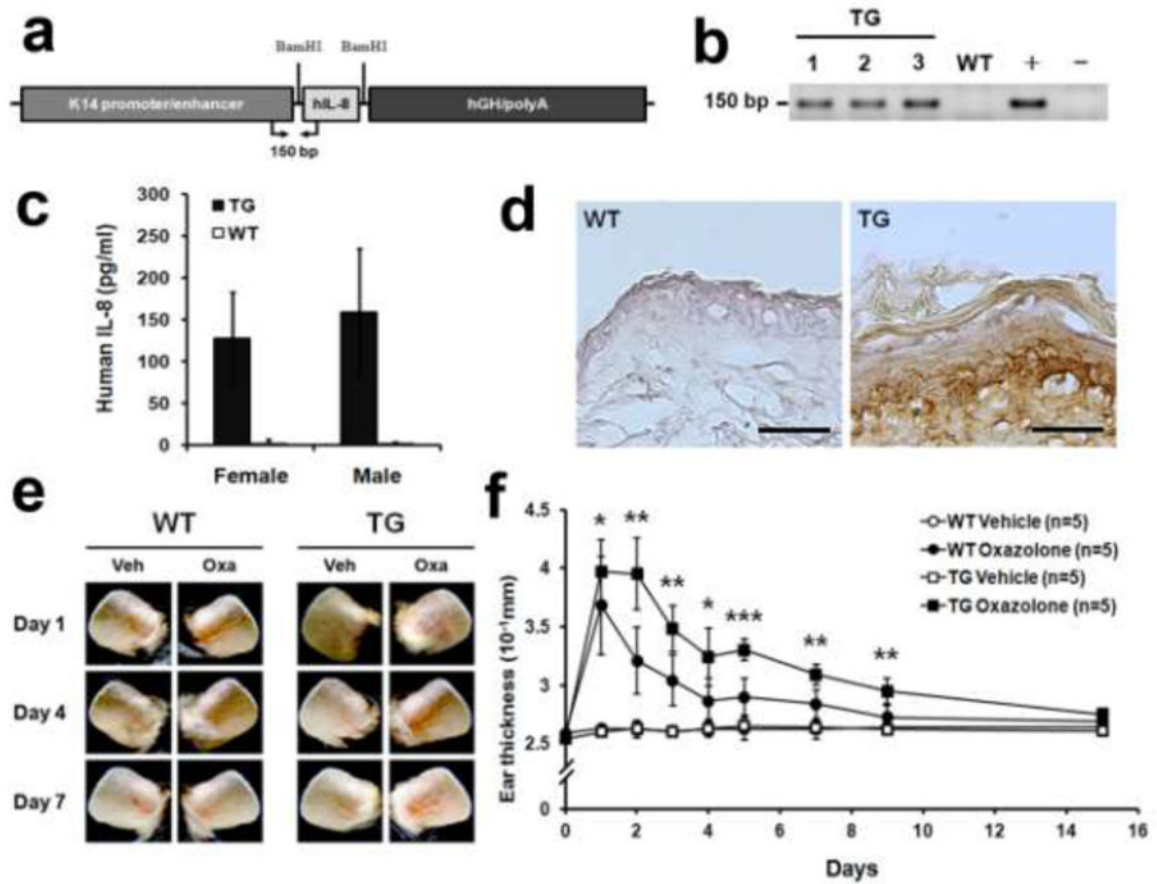 a
BamHI BamHI
K14 promoter/enhancer hIL-8 hGH/polyA
150 bp
b
TG
1 2 3 WT + −
150 bp
c
Human IL-8 (pg/ml)
300
250
200
150
100
50
0
TG
WT
Female Male
d
WT TG
e
WT TG
Veh Oxa Veh Oxa
Day 1
Day 4
Day 7
f
Ear thickness (10⁻¹mm)
4.5
4
3.5
3
2.5
0
* ** ** * *** ** **
WT Vehicle (n=5)
WT Oxazolone (n=5)
TG Vehicle (n=5)
TG Oxazolone (n=5)
0 2 4 6 8 10 12 14 16
Days